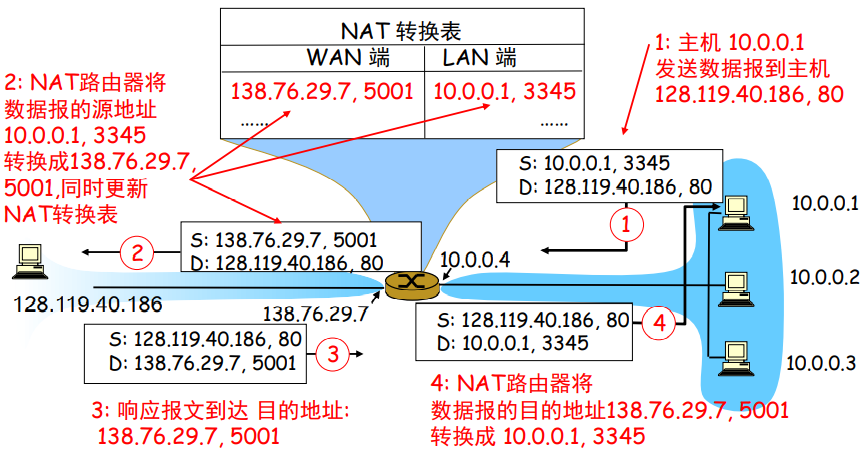 NAT 转换表
WAN 端 LAN 端
138.76.29.7, 5001 10.0.0.1, 3345
…… ……
1: 主机 10.0.0.1
发送数据报到主机
128.119.40.186, 80
2: NAT路由器将
数据报的源地址
10.0.0.1, 3345
转换成138.76.29.7,
5001,同时更新
NAT转换表
S: 10.0.0.1, 3345
D: 128.119.40.186, 80
1
10.0.0.1
S: 138.76.29.7, 5001
D: 128.119.40.186, 80
2
10.0.0.4
10.0.0.2
128.119.40.186
138.76.29.7
S: 128.119.40.186, 80
D: 138.76.29.7, 5001
3
S: 128.119.40.186, 80
D: 10.0.0.1, 3345
4
10.0.0.3
3: 响应报文到达 目的地址:
138.76.29.7, 5001
4: NAT路由器将
数据报的目的地址138.76.29.7, 5001
转换成 10.0.0.1, 3345